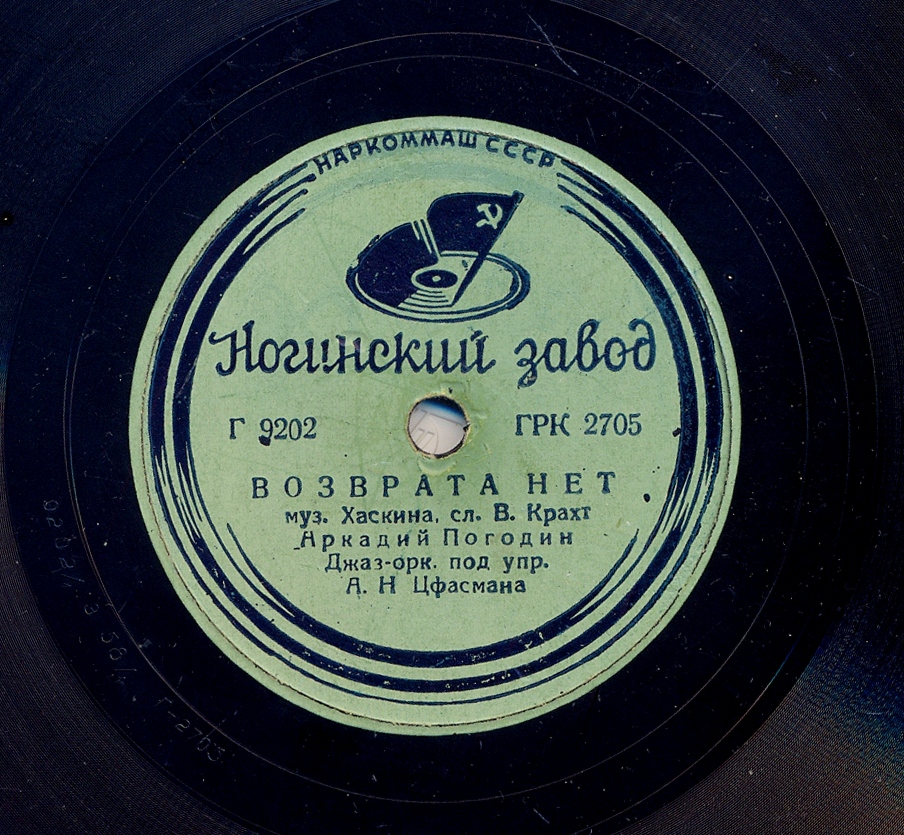 НАРКОММАШ СССР
Ногинский завод
Г 9202 ГРК 2705
ВОЗВРАТА НЕТ
муз. Хаскина, сл. В. Крахт
Аркадий Погодин
Джаз-орк. под упр.
А. Н Цфасмана